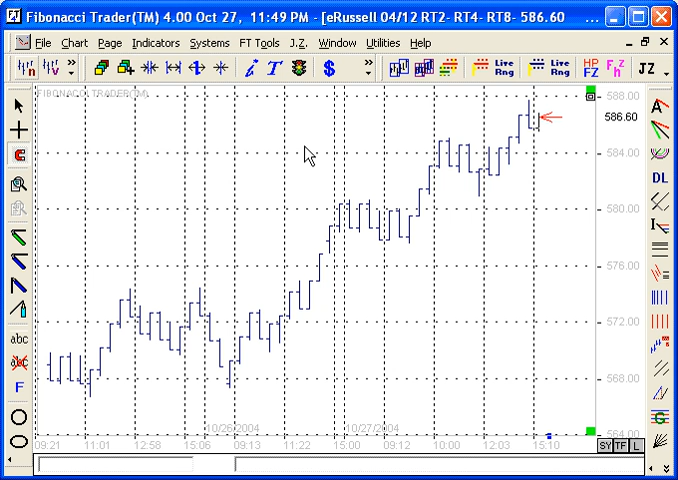 Fibonacci Trader(TM) 4.00 Oct 27, 11:49 PM - [eRussell 04/12 RT2- RT4- RT8- 586.60 ...
File Chart Page Indicators Systems FT Tools J.Z. Window Utilities Help
n v i T $ Live Rng Live Rng HP FZ F h Z JZ
FIBONACCI TRADER(TM)
588.00
586.60
584.00
580.00
576.00
572.00
568.00
564.00
abc
abc
F
A
DL
G
10/26/2004 10/27/2004
09:21 11:01 12:58 15:06 09:13 11:22 15:00 09:12 10:00 12:03 15:10
SY TF L